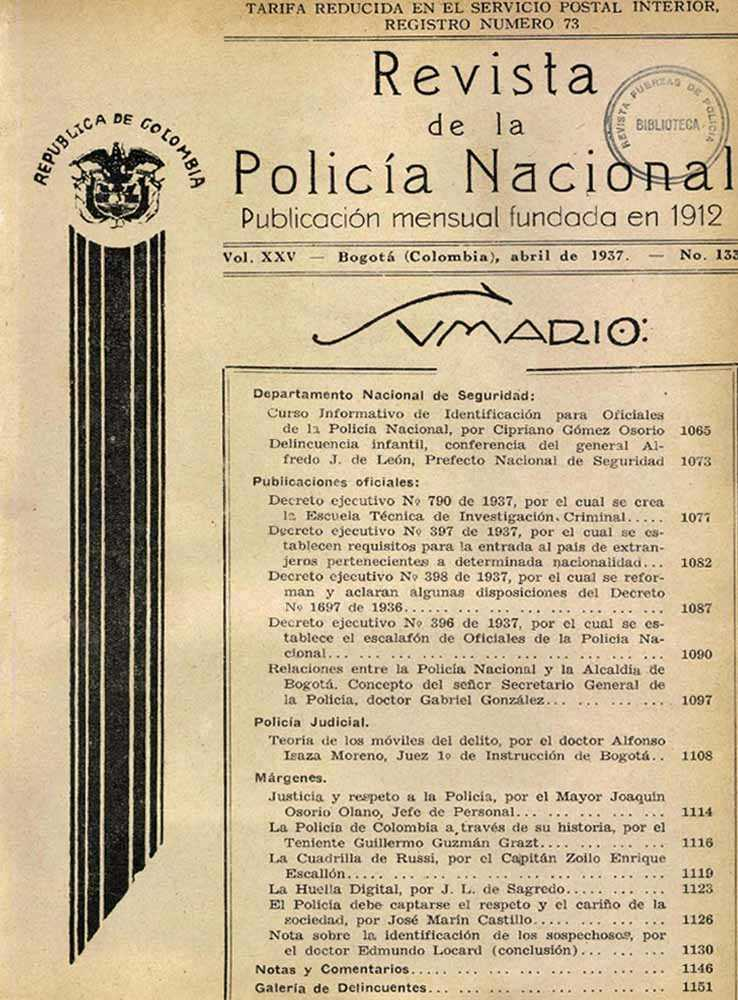 TARIFA REDUCIDA EN EL SERVICIO POSTAL INTERIOR,
REGISTRO NUMERO 73
Revista
de la
Policía Nacional
Publicación mensual fundada en 1912
REVISTA FUERZAS DE POLICIA
BIBLIOTECA
REPUBLICA DE COLOMBIA
Vol. XXV — Bogotá (Colombia), abril de 1937. — No. 133
SUMARIO:
Departamento Nacional de Seguridad:
Curso Informativo de Identificación para Oficiales
de la Policía Nacional, por Cipriano Gómez Osorio 1065
Delincuencia infantil, conferencia del general Al-
fredo J. de León, Prefecto Nacional de Seguridad 1073
Publicaciones oficiales:
Decreto ejecutivo Nº 790 de 1937, por el cual se crea
la Escuela Técnica de Investigación Criminal..... 1077
Decreto ejecutivo Nº 397 de 1937, por el cual se es-
tablecen requisitos para la entrada al país de extran-
jeros pertenecientes a determinada nacionalidad... 1082
Decreto ejecutivo Nº 398 de 1937, por el cual se refor-
man y aclaran algunas disposiciones del Decreto
Nº 1697 de 1936... ... ... ... ... ... ... ... ... 1087
Decreto ejecutivo Nº 396 de 1937, por el cual se es-
tablece el escalafón de Oficiales de la Policía Na-
cional... ... ... ... ... ... ... ... ... ... ... ... 1090
Relaciones entre la Policía Nacional y la Alcaldía de
Bogotá. Concepto del señor Secretario General de
la Policía, doctor Gabriel González... ... ... ... 1097
Policía Judicial.
Teoría de los móviles del delito, por el doctor Alfonso
Isaza Moreno, Juez 1º de Instrucción de Bogotá.. 1108
Márgenes.
Justicia y respeto a la Policía, por el Mayor Joaquín
Osorio Olano, Jefe de Personal... ... ... ... ... 1114
La Policía de Colombia a través de su historia, por el
Teniente Guillermo Guzmán Grazt.... ... ... ... 1116
La Cuadrilla de Russi, por el Capitán Zoilo Enrique
Escallón... ... ... ... ... ... ... ... ... ... ... 1119
La Huella Digital, por J. L. de Sagredo..... ... ... 1123
El Policía debe captarse el respeto y el cariño de la
sociedad, por José Marín Castillo.... ... ... ... 1126
Nota sobre la identificación de los sospechosos, por
el doctor Edmundo Locard (conclusión)... ... ... 1130
Notas y Comentarios... ... ... ... ... ... ... ... ... 1146
Galería de Delincuentes... ... ... ... ... ... ... ... 1151